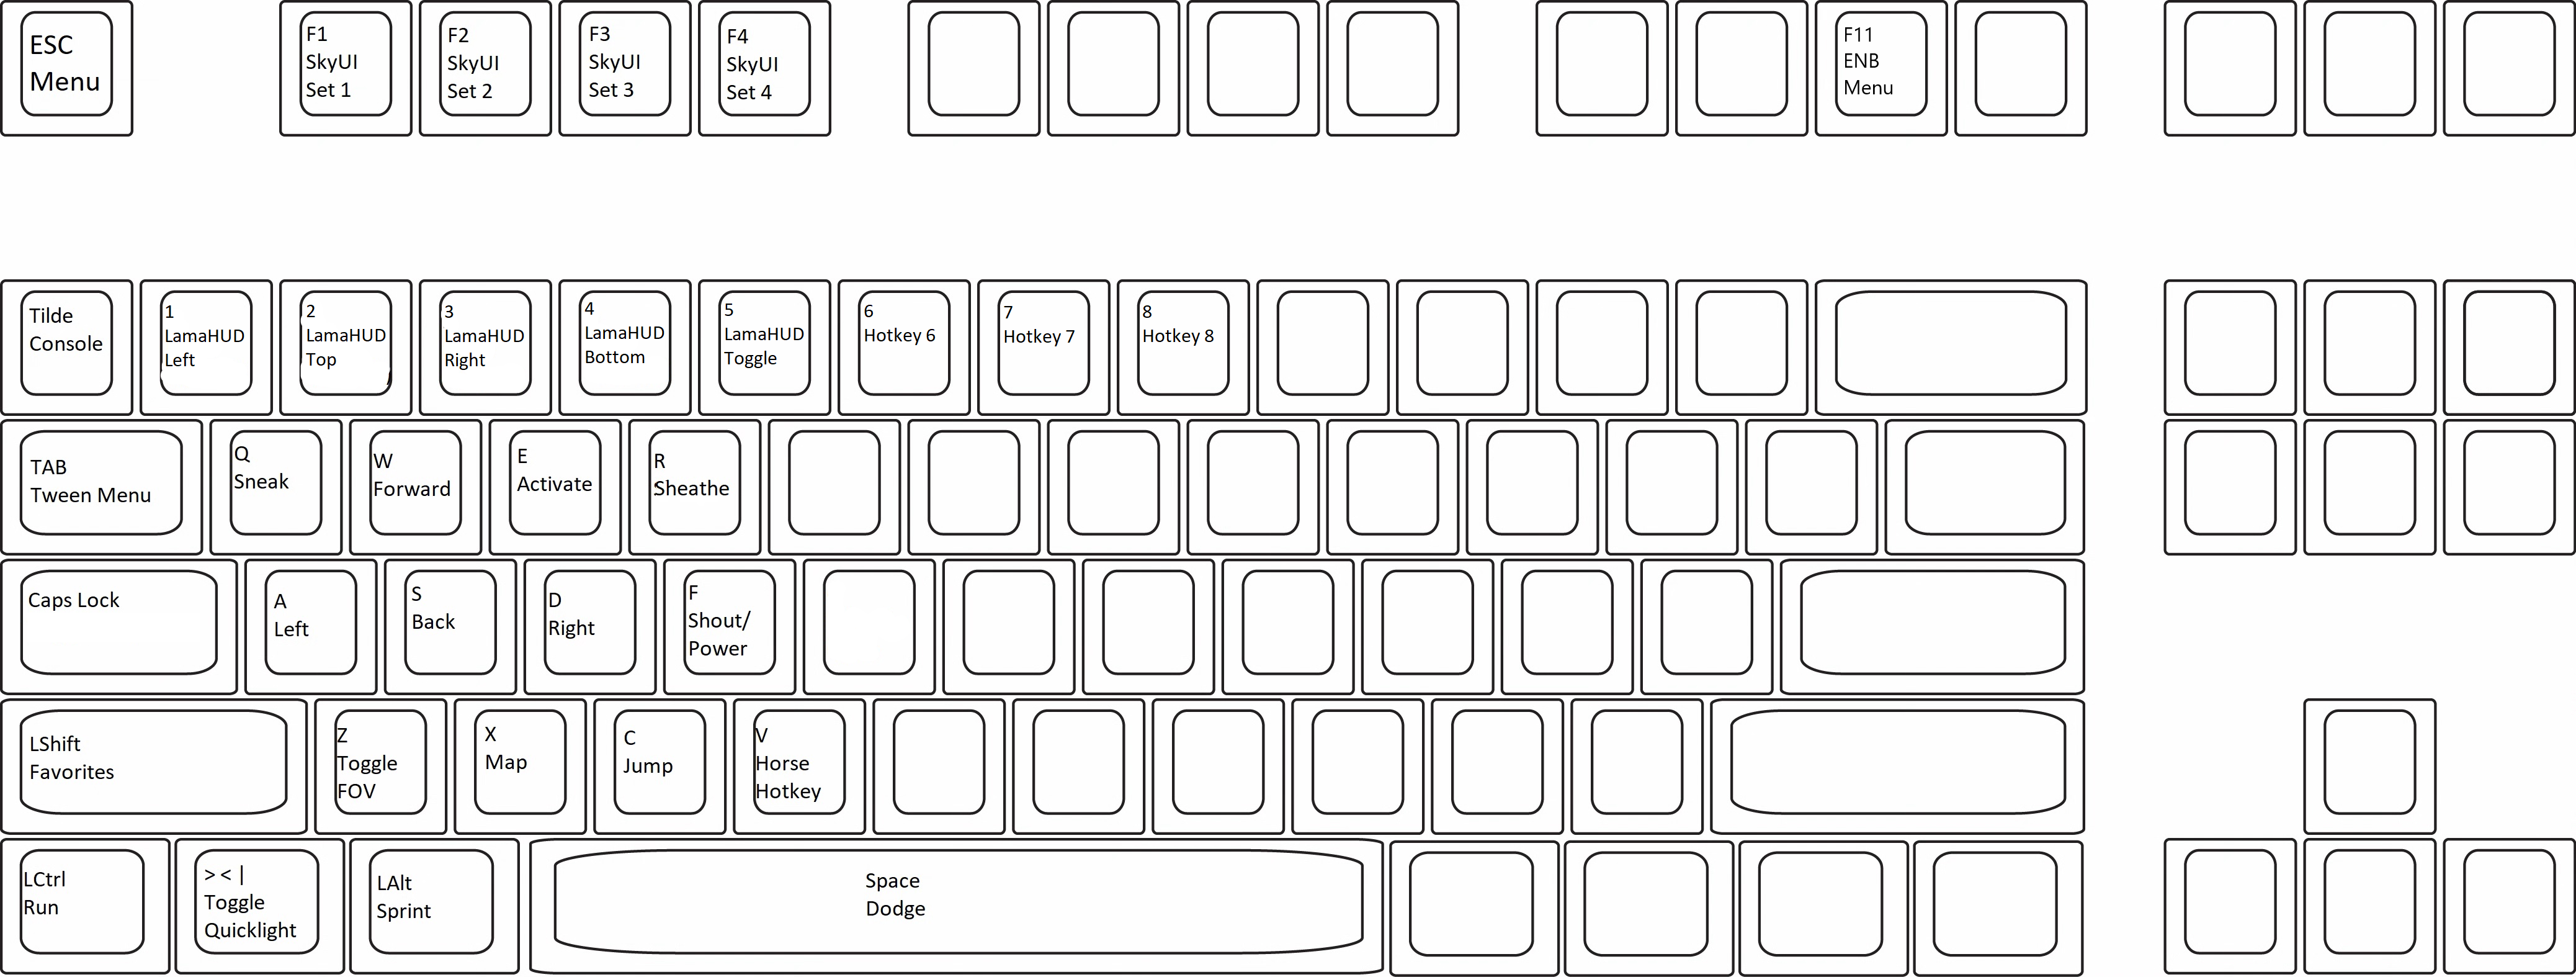 ESC
Menu
F1
SkyUI
Set 1
F2
SkyUI
Set 2
F3
SkyUI
Set 3
F4
SkyUI
Set 4
F11
ENB
Menu
Tilde
Console
1
LamaHUD
Left
2
LamaHUD
Top
3
LamaHUD
Right
4
LamaHUD
Bottom
5
LamaHUD
Toggle
6
Hotkey 6
7
Hotkey 7
8
Hotkey 8
TAB
Tween Menu
Q
Sneak
W
Forward
E
Activate
R
Sheathe
Caps Lock
A
Left
S
Back
D
Right
F
Shout/
Power
LShift
Favorites
Z
Toggle
FOV
X
Map
C
Jump
V
Horse
Hotkey
LCtrl
Run
> < |
Toggle
Quicklight
LAlt
Sprint
Space
Dodge